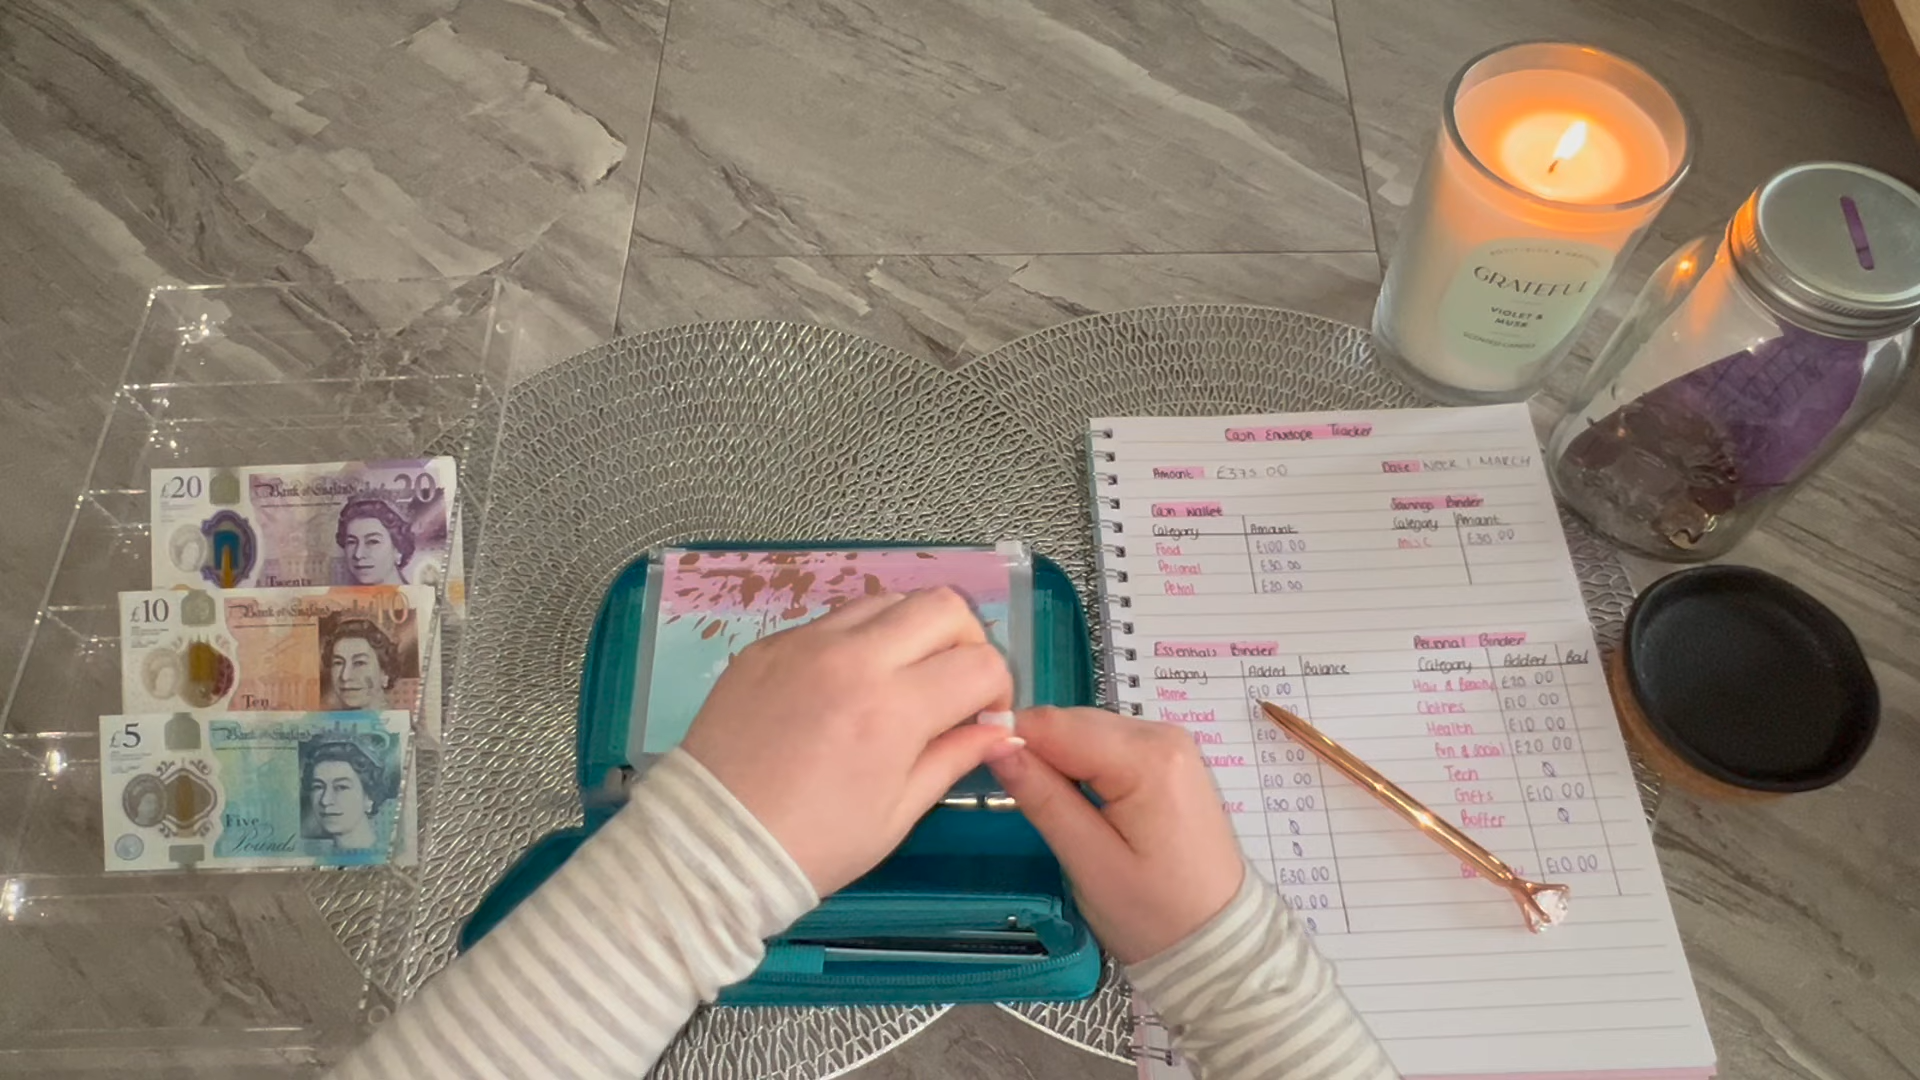 £20
20
Bank of England
Twenty
£10
10
Bank of England
Ten
£5
Bank of England
Five
Pounds
GRATEFUL
VIOLET &
MUSK
SCENTED CANDLE
Cash Envelope Tracker
Amount: £375.00
Date: Week 1 MARCH
Cash Wallet
Category Amount
Food £100.00
Personal £30.00
Petrol £20.00
Savings Binder
Category Amount
MISC £30.00
Essentials Binder
Category Added Balance
Home £10.00
Household
£5.00
£10.00
£30.00
£30.00
£10.00
Personal Binder
Category Added Bal
Hair & Beauty £20.00
Clothes £10.00
Health £10.00
Fun & Social £20.00
Tech
Gifts £10.00
Buffer
£10.00